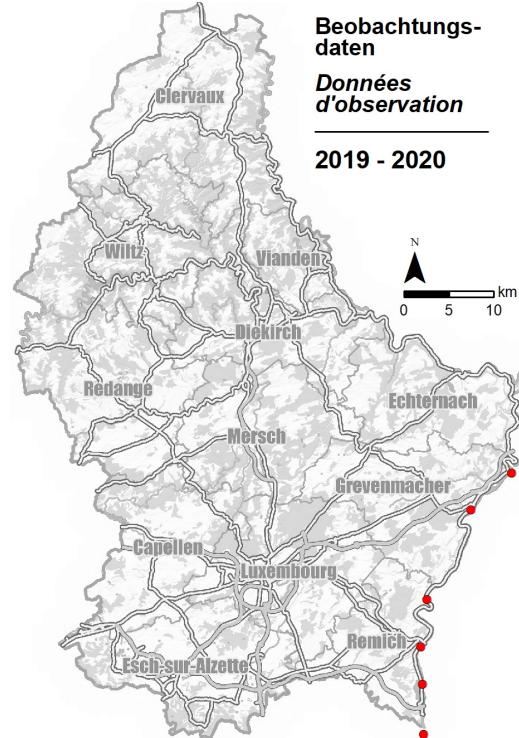 Beobachtungs-
daten
Données
d'observation
2019 - 2020
Clervaux
N
km
0 5 10
Wiltz
Vianden
Diekirch
Redange
Echternach
Mersch
Grevenmacher
Capellen
Luxembourg
Remich
Esch-sur-Alzette